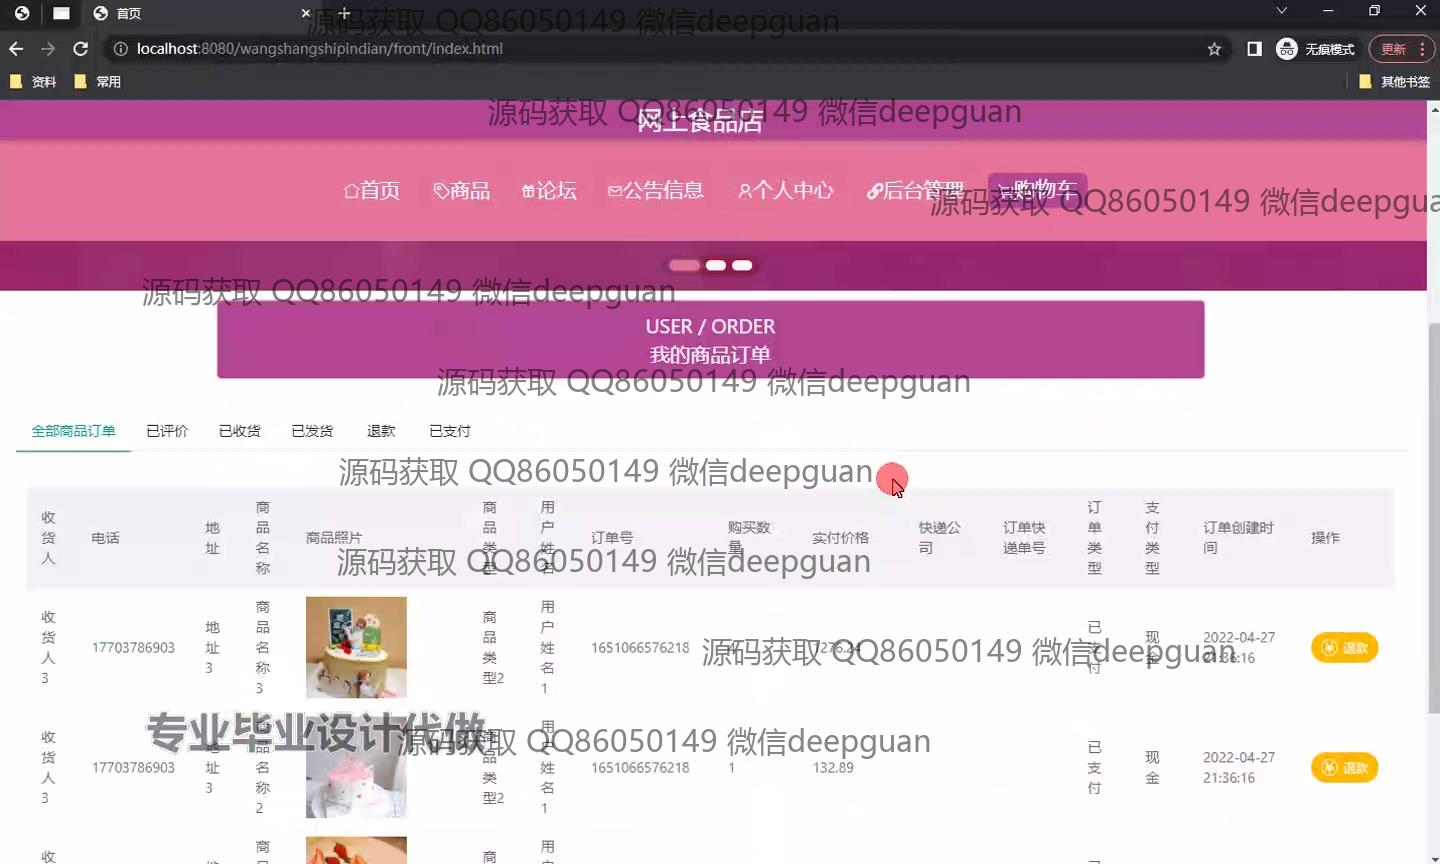 首页
localhost:8080/wangshangshipindian/front/index.html
无痕模式
更新
资料
常用
其他书签
源码获取 QQ86050149 微信deepguan
源码获取 QQ86050149 微信deepguan
网上食品店
首页 商品 论坛 公告信息 个人中心 后台管理 购物车
源码获取 QQ86050149 微信deepgua
源码获取 QQ86050149 微信deepguan
USER / ORDER
我的商品订单
源码获取 QQ86050149 微信deepguan
全部商品订单 已评价 已收货 已发货 退款 已支付
源码获取 QQ86050149 微信deepguan
收货人 电话 地址 商品名称 商品照片 商品类型 用户姓名 订单号 购买数量 实付价格 快递公司 订单快递单号 订单类型 支付类型 订单创建时间 操作
源码获取 QQ86050149 微信deepguan
收货人3 17703786903 地址3 商品名称3 商品类型2 用户姓名1 1651066576218 已支付 现金 2022-04-27 21:36:16 退款
源码获取 QQ86050149 微信deepguan
专业毕业设计代做
源码获取 QQ86050149 微信deepguan
收货人3 17703786903 地址3 商品名称2 商品类型2 用户姓名1 1651066576218 1 132.89 已支付 现金 2022-04-27 21:36:16 退款
收 商品 商 用户